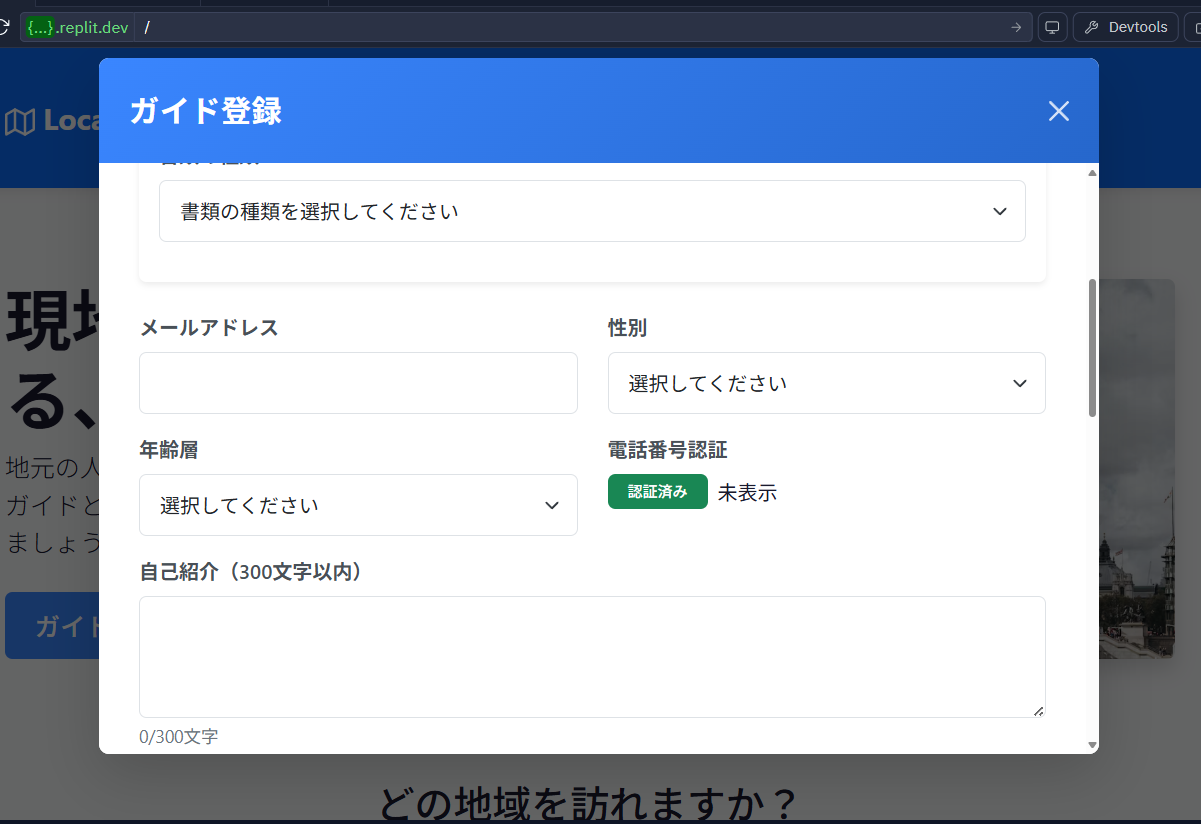 {...}.replit.dev /
Devtools
Loca
ガイド登録
書類の種類を選択してください
メールアドレス
性別
選択してください
年齢層
電話番号認証
選択してください
認証済み 未表示
自己紹介（300文字以内）
0/300文字
現地
る、
地元の人
ガイドと
ましょう
ガイド
どの地域を訪れますか？